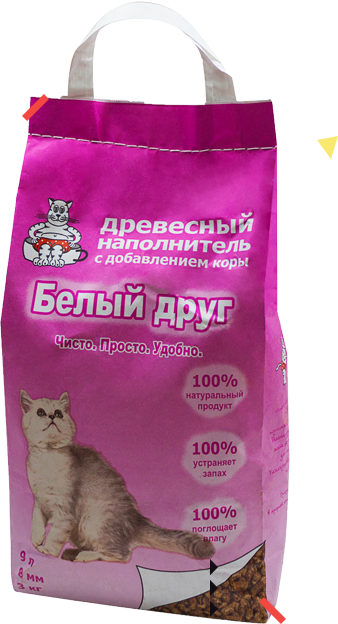 древесный
наполнитель
с добавлением коры
Белый друг
Чисто. Просто. Удобно.
100%
натуральный
продукт
100%
устраняет
запах
100%
поглощает
влагу
9 л
8 мм
3 кг